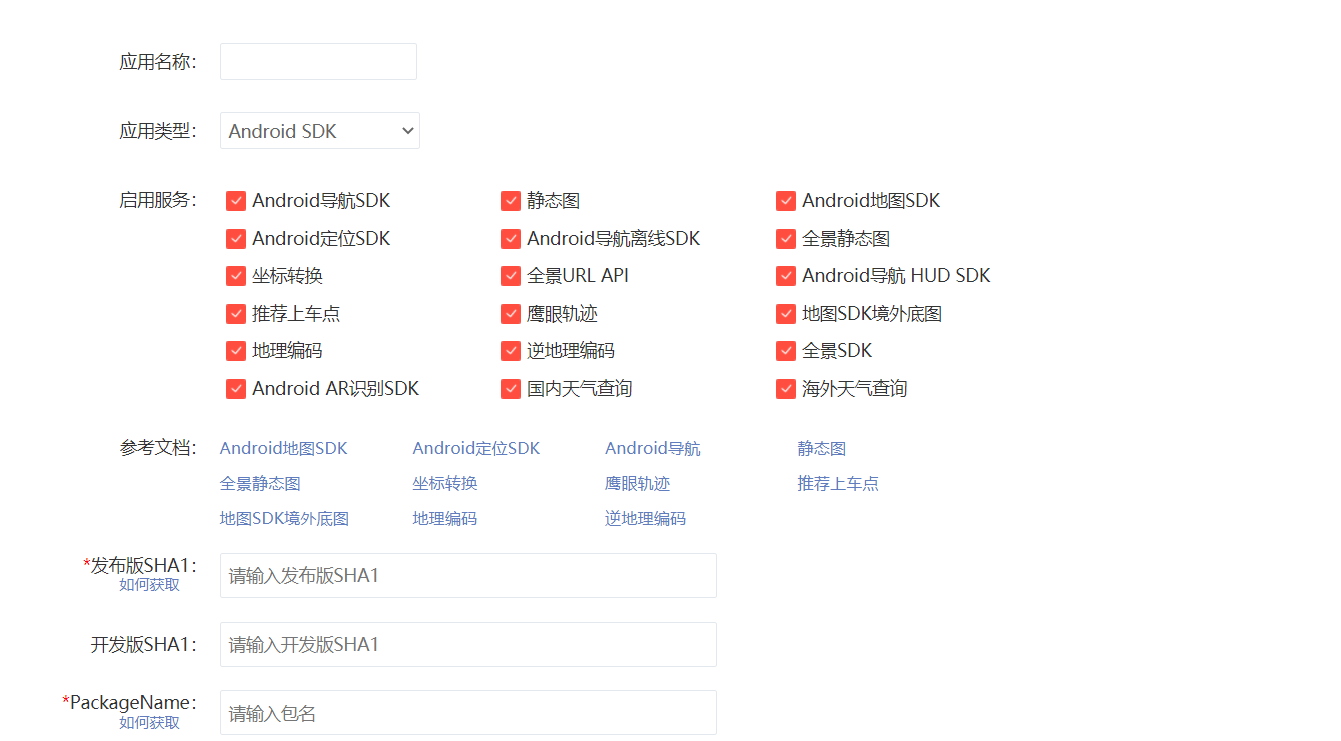 应用名称：
应用类型： Android SDK
启用服务： Android导航SDK 静态图 Android地图SDK
Android定位SDK Android导航离线SDK 全景静态图
坐标转换 全景URL API Android导航 HUD SDK
推荐上车点 鹰眼轨迹 地图SDK境外底图
地理编码 逆地理编码 全景SDK
Android AR识别SDK 国内天气查询 海外天气查询
参考文档： Android地图SDK Android定位SDK Android导航 静态图
全景静态图 坐标转换 鹰眼轨迹 推荐上车点
地图SDK境外底图 地理编码 逆地理编码
*发布版SHA1： 请输入发布版SHA1
如何获取
开发版SHA1： 请输入开发版SHA1
*PackageName： 请输入包名
如何获取